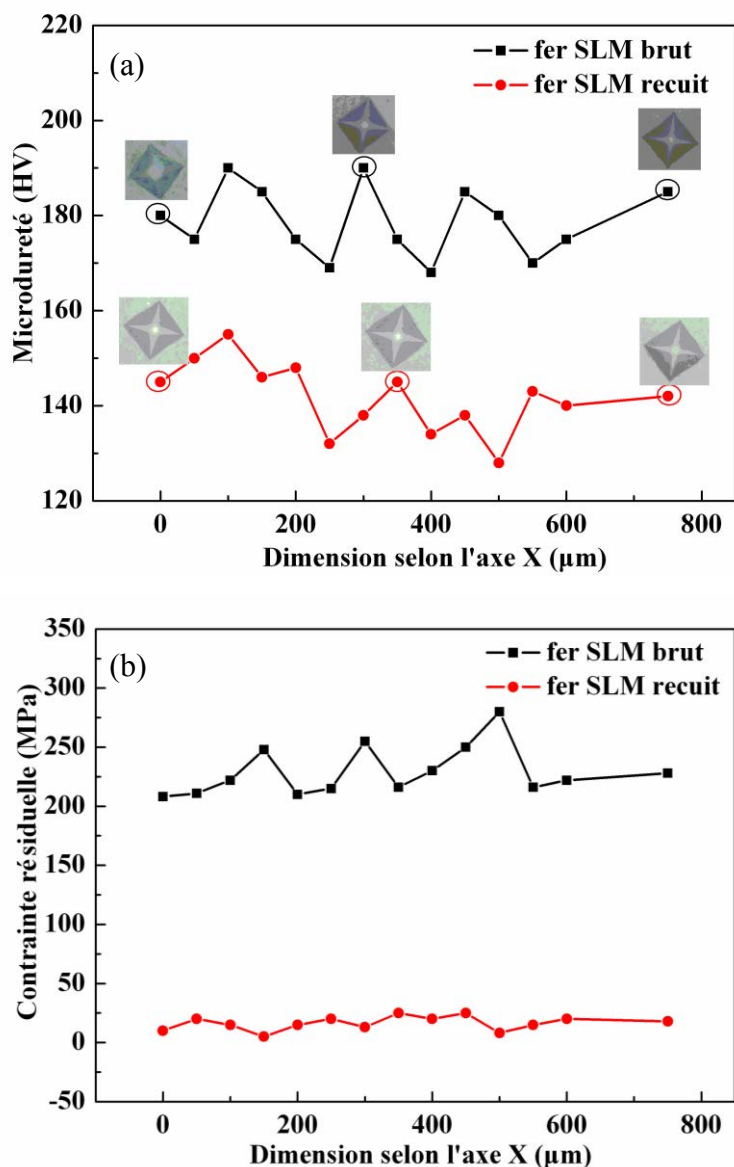 220
(a)
fer SLM brut
fer SLM recuit
200
180
160
140
120
Microdureté (HV)
0 200 400 600 800
Dimension selon l'axe X (µm)
350
(b)
fer SLM brut
fer SLM recuit
300
250
200
150
100
50
0
-50
Contrainte résiduelle (MPa)
0 200 400 600 800
Dimension selon l'axe X (µm)